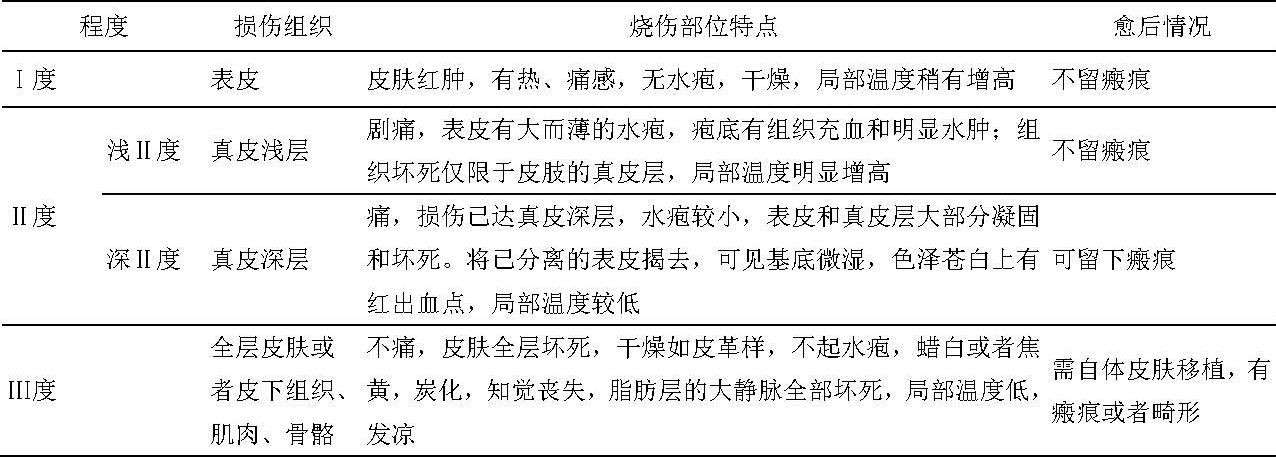 程度 损伤组织 烧伤部位特点 愈后情况
Ⅰ度 表皮 皮肤红肿，有热、痛感，无水疱，干燥，局部温度稍有增高 不留瘢痕
剧痛，表皮有大而薄的水疱，疱底有组织充血和明显水肿；组
浅Ⅱ度 真皮浅层 不留瘢痕
织坏死仅限于皮肢的真皮层，局部温度明显增高
Ⅱ度
痛，损伤已达真皮深层，水疱较小，表皮和真皮层大部分凝固
深Ⅱ度 真皮深层 和坏死。将已分离的表皮揭去，可见基底微湿，色泽苍白上有 可留下瘢痕
红出血点，局部温度较低
全层皮肤或 不痛，皮肤全层坏死，干燥如皮革样，不起水疱，蜡白或者焦
Ⅲ度 者皮下组织、 黄，炭化，知觉丧失，脂肪层的大静脉全部坏死，局部温度低， 需自体皮肤移植，有
肌肉、骨骼 发凉 瘢痕或者畸形